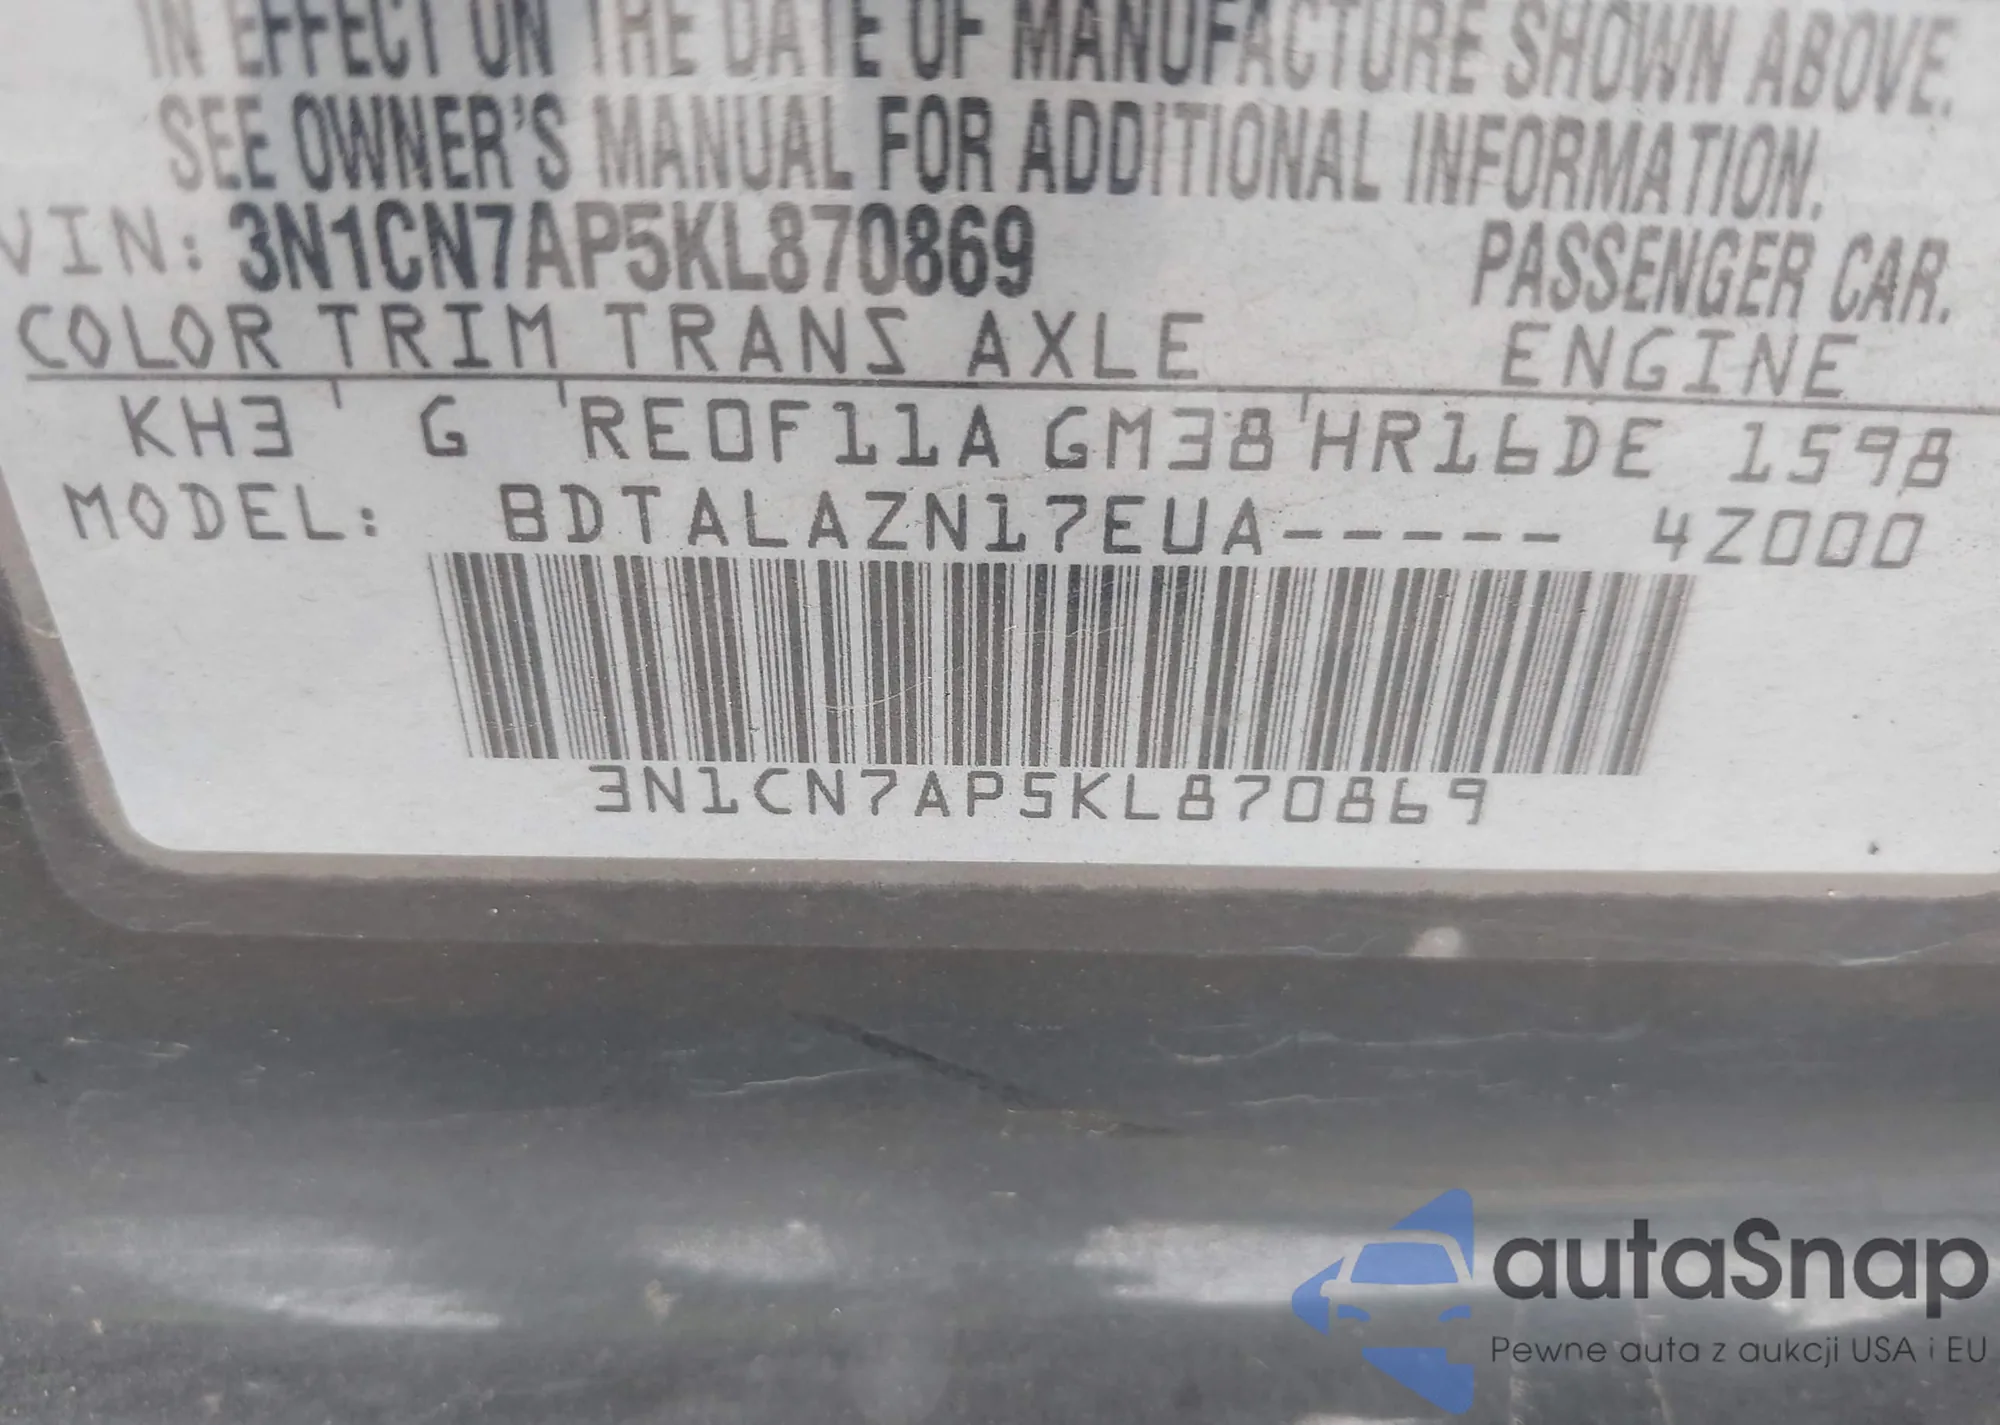 IN EFFECT ON THE DATE OF MANUFACTURE SHOWN ABOVE.
SEE OWNER'S MANUAL FOR ADDITIONAL INFORMATION.
VIN: 3N1CN7AP5KL870869 PASSENGER CAR.
COLOR TRIM TRANS AXLE ENGINE
KH3 G RE0F11A GM38 HR16DE 1598
MODEL: BDTALAZN17EUA----- 4Z000
3N1CN7AP5KL870869
autaSnap
Pewne auta z aukcji USA i EU